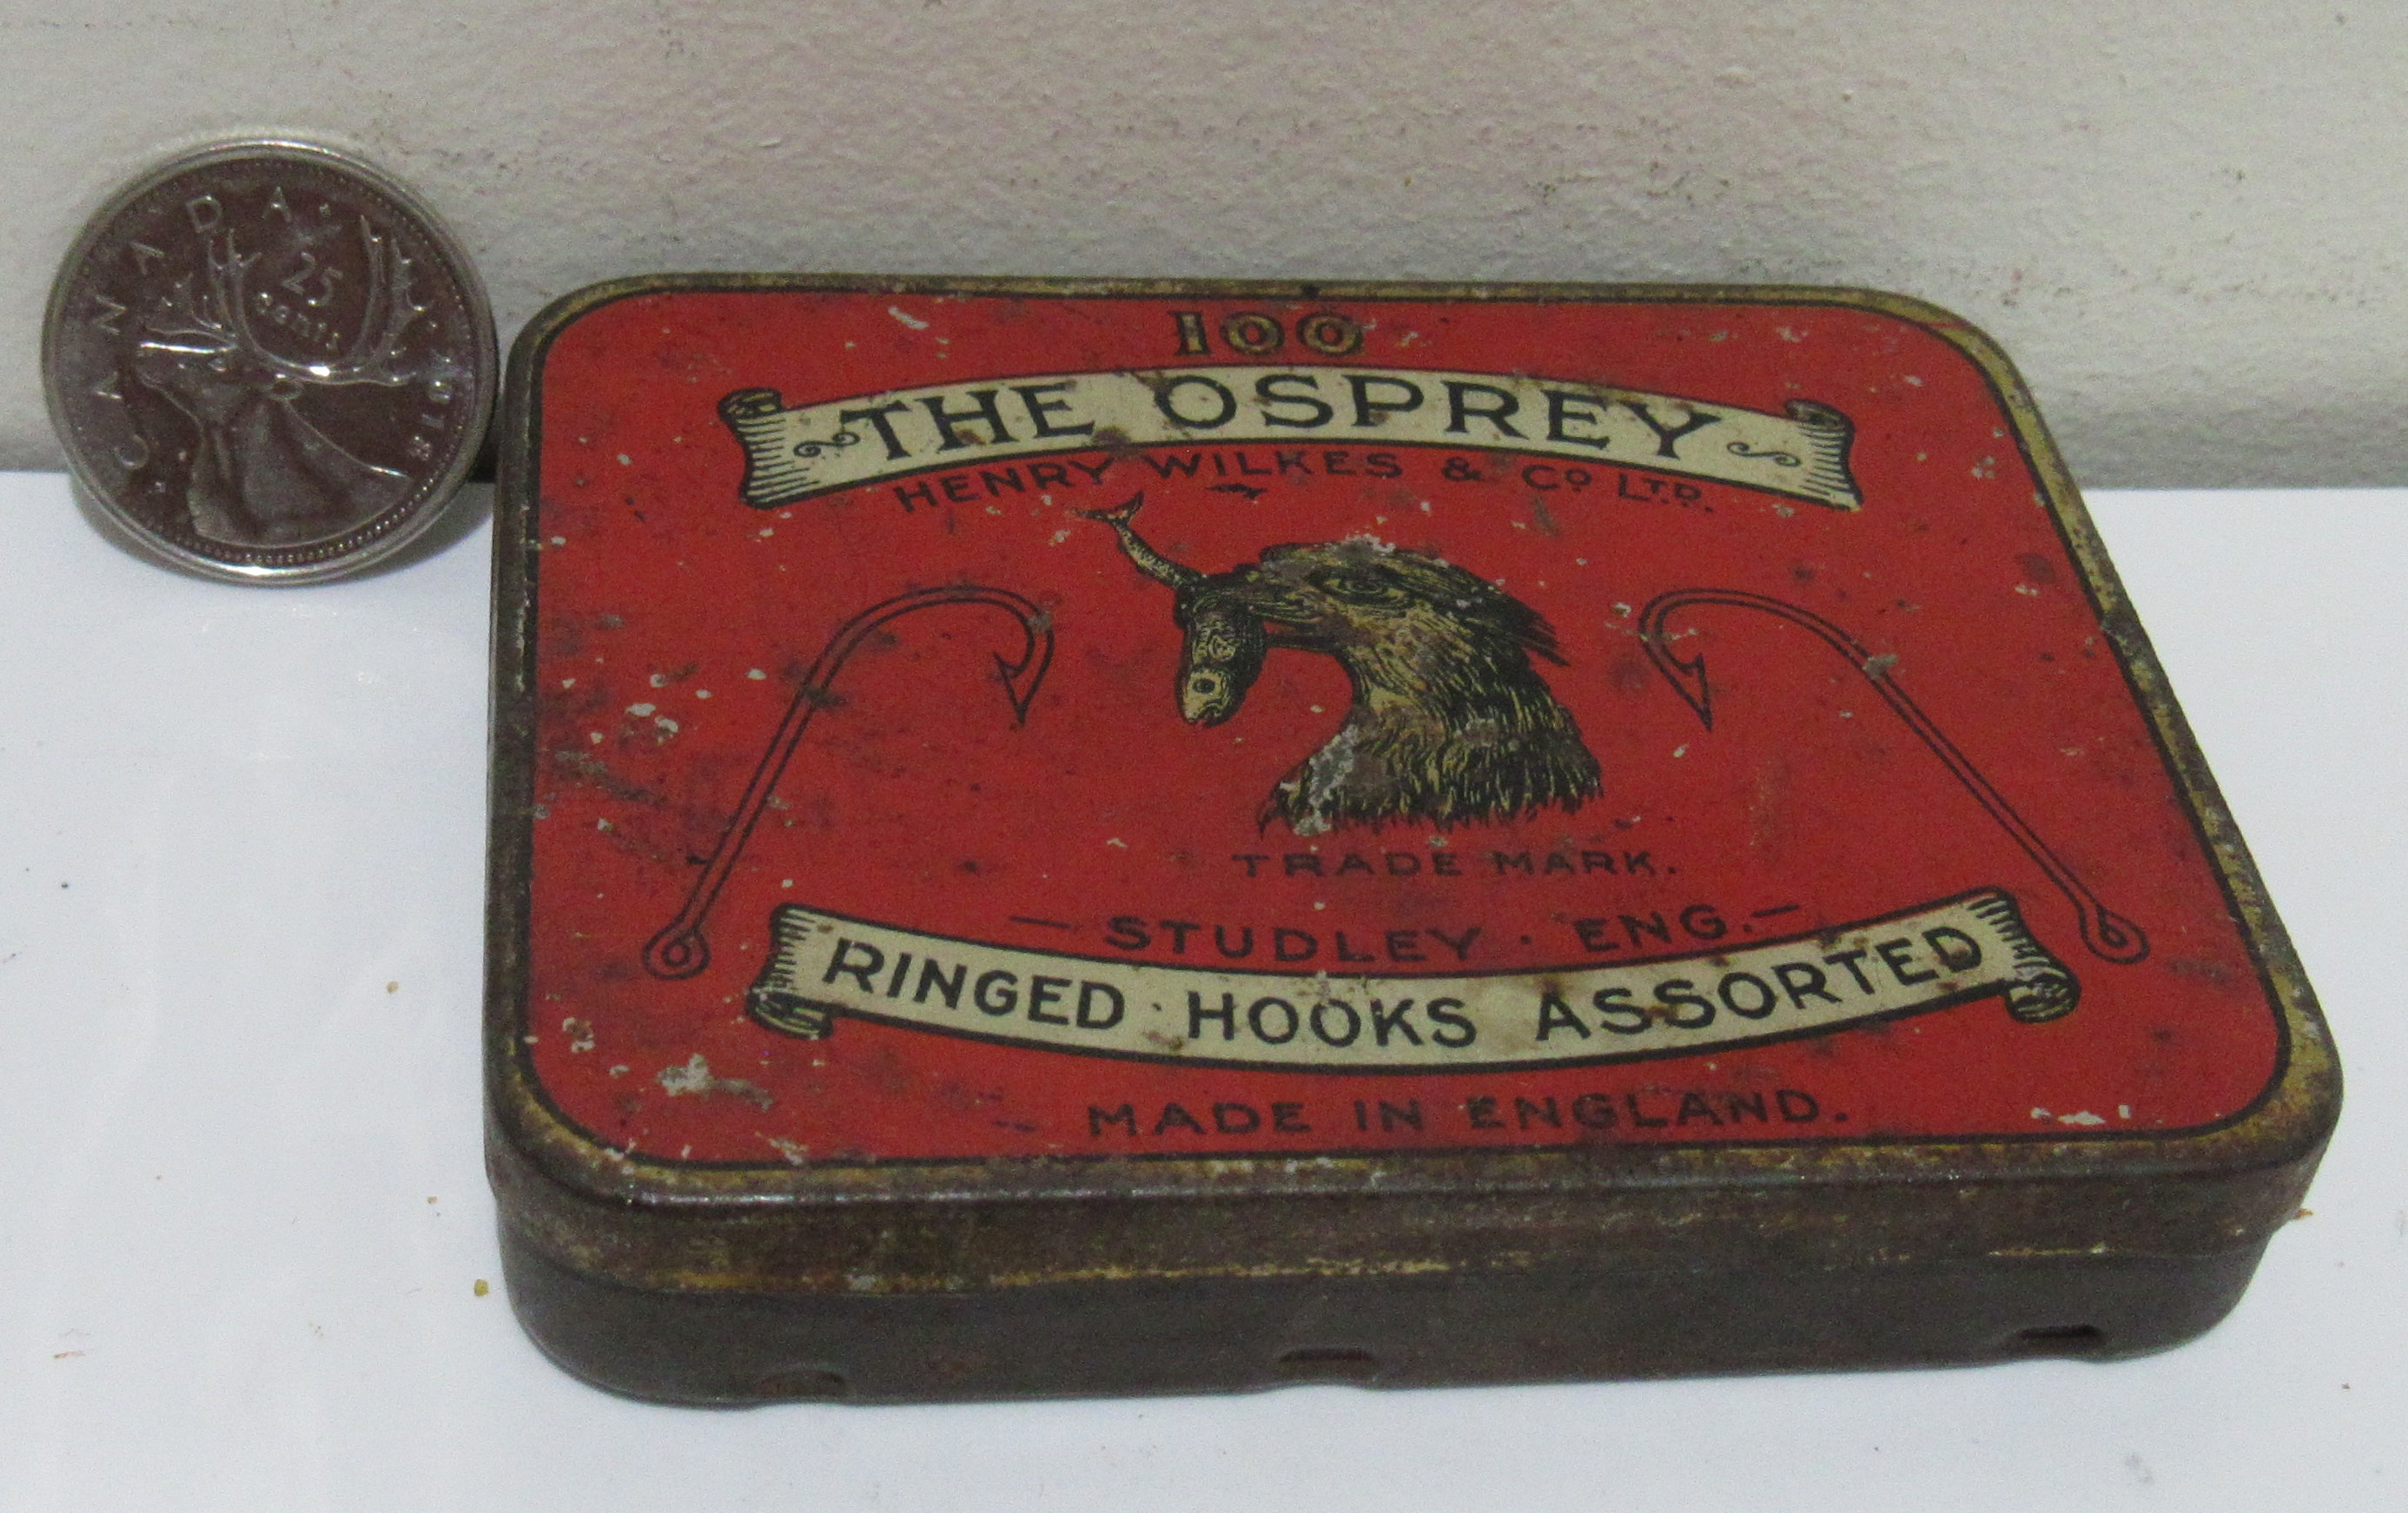 CANADA · 2018
25
cents
100
THE OSPREY
HENRY WILKES & Cº LTD.
TRADE MARK.
— STUDLEY · ENG. —
RINGED · HOOKS ASSORTED
MADE IN ENGLAND.